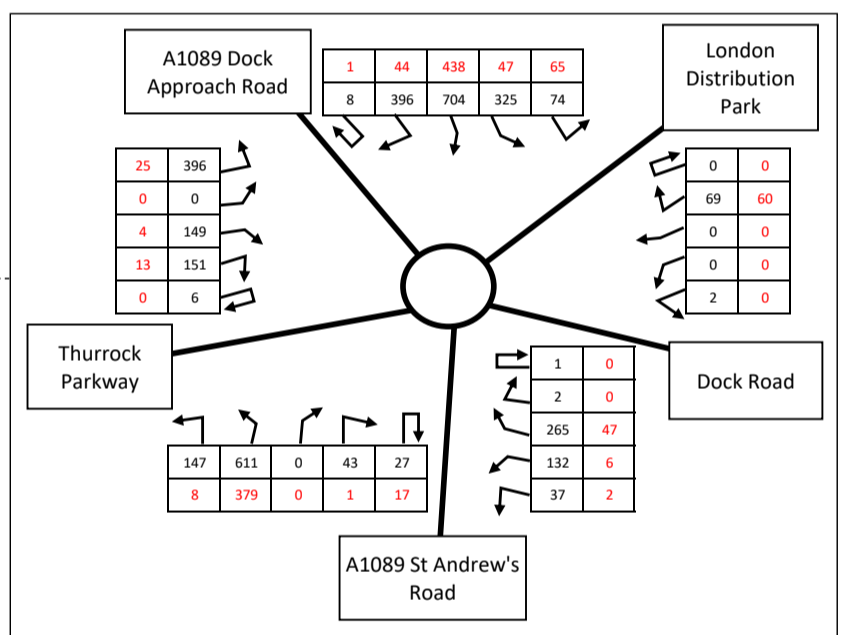 A1089 Dock
Approach Road
1 44 438 47 65
8 396 704 325 74
London
Distribution
Park
25 396
0 0
4 149
13 151
0 6
0 0
69 60
0 0
0 0
2 0
Thurrock
Parkway
Dock Road
1 0
2 0
265 47
132 6
37 2
147 611 0 43 27
8 379 0 1 17
A1089 St Andrew's
Road